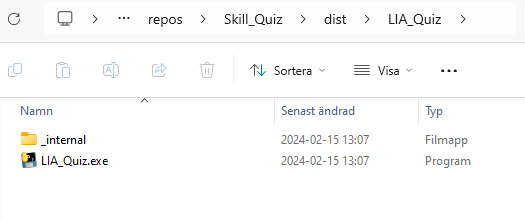 repos > Skill_Quiz > dist > LIA_Quiz >
Sortera Visa
Namn Senast ändrad Typ
_internal 2024-02-15 13:07 Filmapp
LIA_Quiz.exe 2024-02-15 13:07 Program